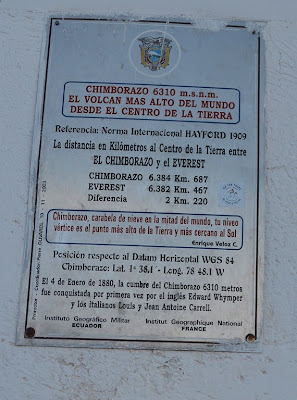 CHIMBORAZO 6310 m.s.n.m.
EL VOLCAN MAS ALTO DEL MUNDO
DESDE EL CENTRO DE LA TIERRA
Referencia: Norma Internacional HAYFORD 1909
La distancia en Kilómetros al Centro de la Tierra entre
EL CHIMBORAZO y el EVEREST
CHIMBORAZO 6.384 Km. 687
EVEREST 6.382 Km. 467
Diferencia 2 Km. 220
Chimborazo, carabela de nieve en la mitad del mundo, tu niveo
vértice es el punto más alto de la Tierra y más cercano al Sol
Enrique Veloz C.
Posición respecto al Datum Horizontal WGS 84
Chimborazo: Lat. 1º 38.1' - Long. 78 48.1 W
El 4 de Enero de 1880, la cumbre del Chimborazo 6310 metros
fue conquistada por primera vez por el inglés Edward Whymper
y los italianos Louis y Jean Antoine Carrell.
Instituto Geográfico Militar
ECUADOR
Institut Geographique National
FRANCE